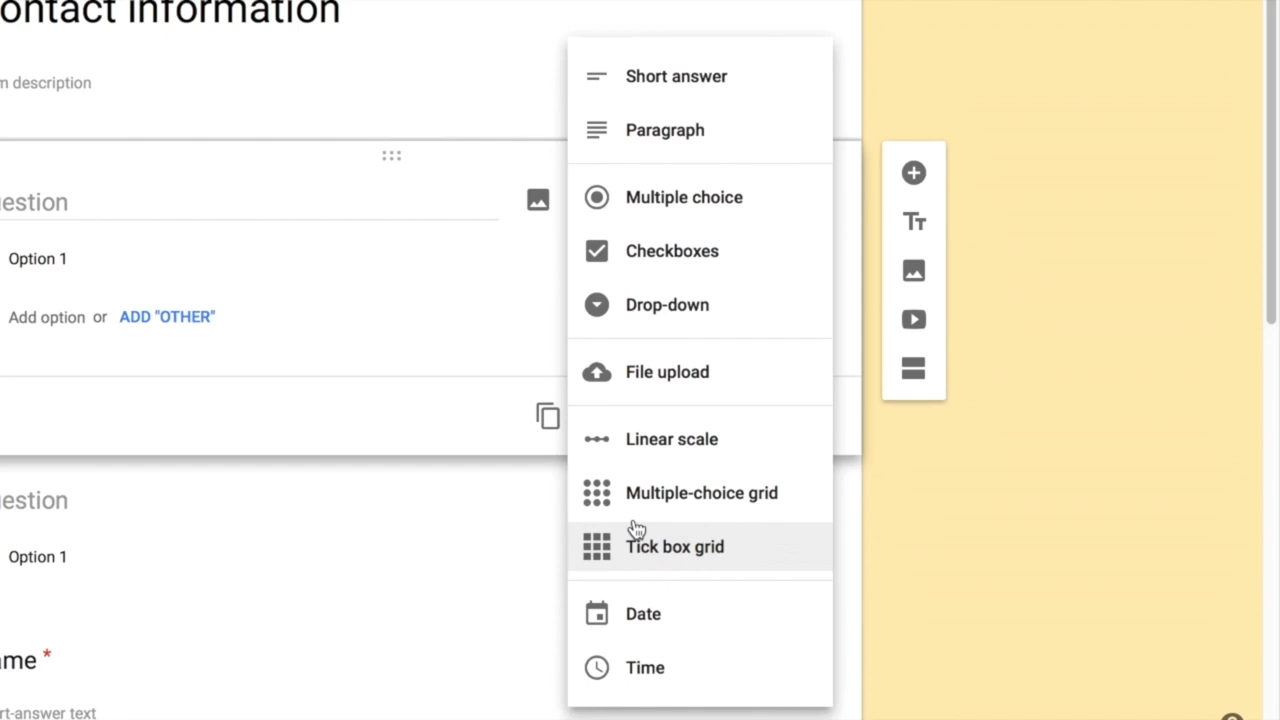 ontact information
m description
estion
Option 1
Add option or ADD "OTHER"
estion
Option 1
ame *
rt-answer text
Short answer
Paragraph
Multiple choice
Checkboxes
Drop-down
File upload
Linear scale
Multiple-choice grid
Tick box grid
Date
Time
Tт